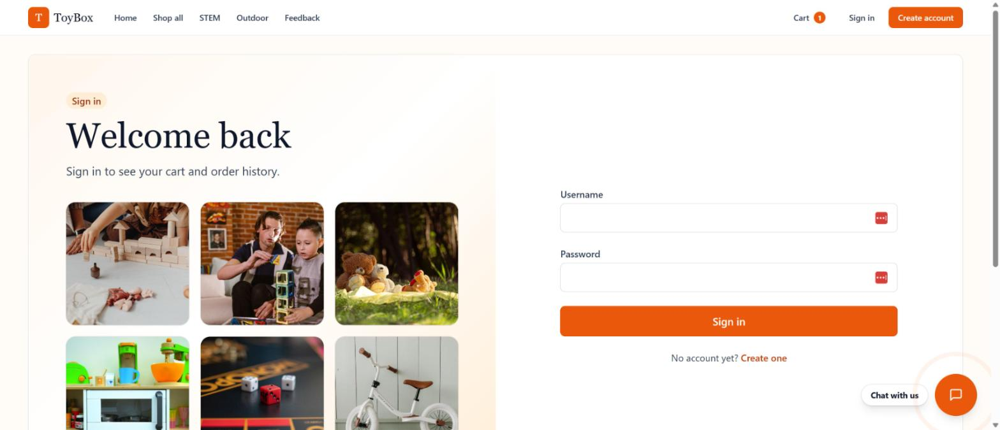 T ToyBox Home Shop all STEM Outdoor Feedback Cart 1 Sign in Create account
Sign in
Welcome back
Sign in to see your cart and order history.
Username
Password
Sign in
No account yet? Create one
Chat with us